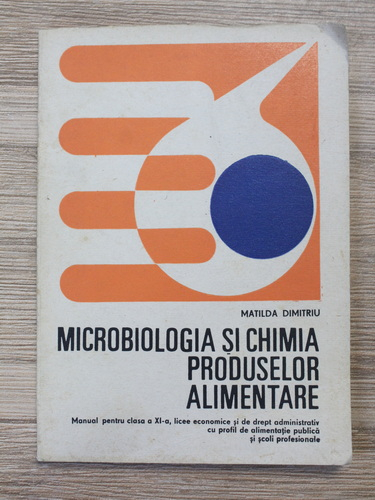 MATILDA DIMITRIU
MICROBIOLOGIA ȘI CHIMIA
PRODUSELOR
ALIMENTARE
Manual pentru clasa a XI-a, licee economice și de drept administrativ
cu profil de alimentație publică
și școli profesionale